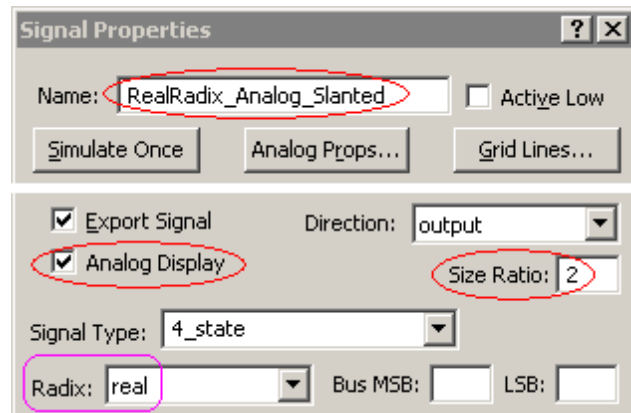 Signal Properties ? ×
Name: RealRadix_Analog_Slanted Active Low
Simulate Once Analog Props... Grid Lines...
Export Signal Direction: output
Analog Display Size Ratio: 2
Signal Type: 4_state
Radix: real Bus MSB: LSB: